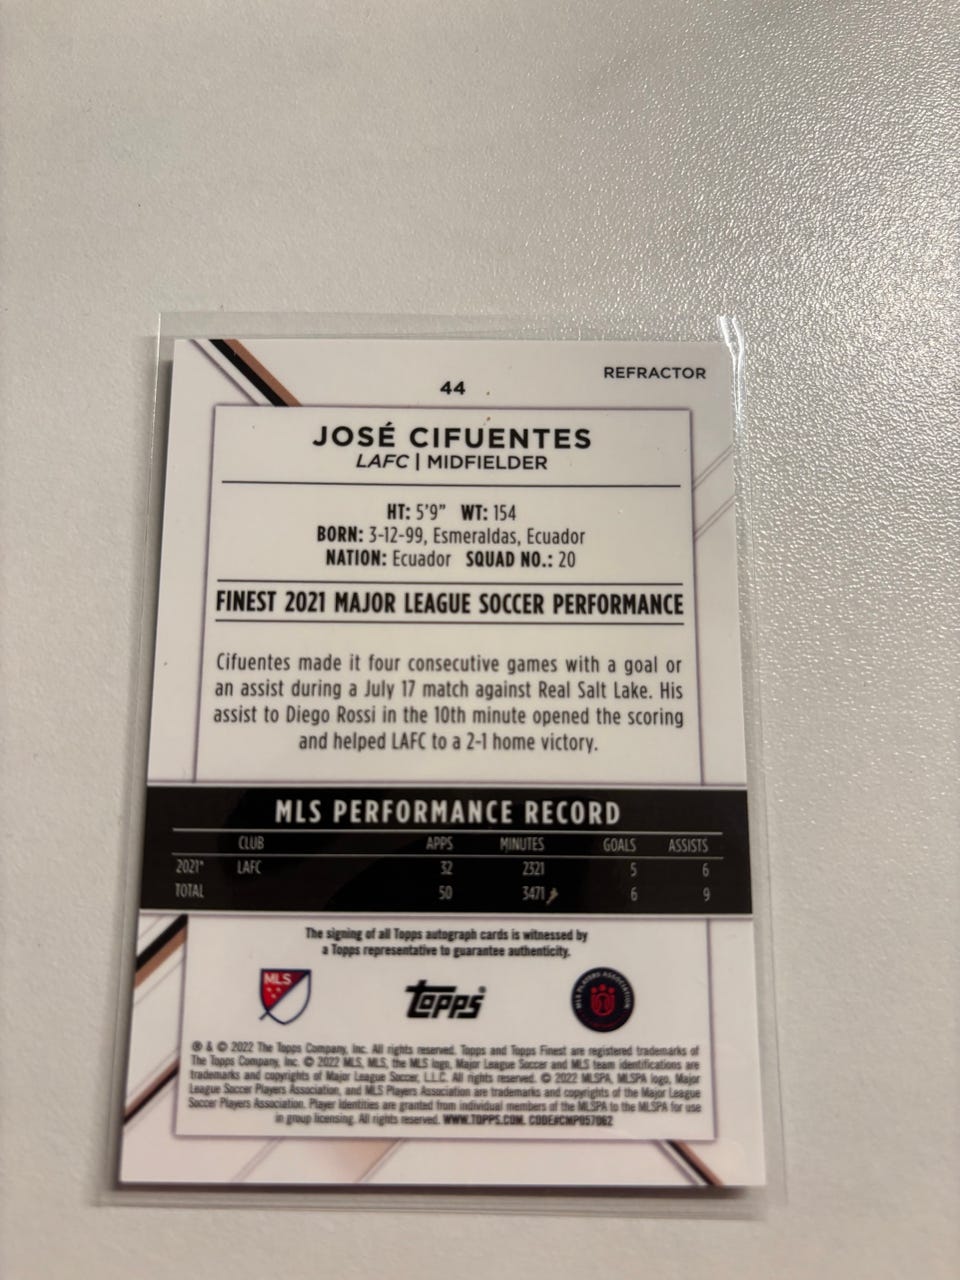 REFRACTOR
44
JOSÉ CIFUENTES
LAFC | MIDFIELDER
HT: 5'9" WT: 154
BORN: 3-12-99, Esmeraldas, Ecuador
NATION: Ecuador SQUAD NO.: 20
FINEST 2021 MAJOR LEAGUE SOCCER PERFORMANCE
Cifuentes made it four consecutive games with a goal or
an assist during a July 17 match against Real Salt Lake. His
assist to Diego Rossi in the 10th minute opened the scoring
and helped LAFC to a 2-1 home victory.
MLS PERFORMANCE RECORD
CLUB APPS MINUTES GOALS ASSISTS
2021* LAFC 32 2321 5 6
TOTAL 50 3471 6 9
The signing of all Topps autograph cards is witnessed by
a Topps representative to guarantee authenticity.
MLS
topps®
MLS PLAYERS ASSOCIATION
® & © 2022 The Topps Company, Inc. All rights reserved. Topps and Topps Finest are registered trademarks of
The Topps Company, Inc. © 2022 MLS, MLS, the MLS logo, Major League Soccer and MLS team identifications are
trademarks and copyrights of Major League Soccer, L.L.C. All rights reserved. © 2022 MLSPA, MLSPA logo, Major
League Soccer Players Association, and MLS Players Association are trademarks and copyrights of the Major League
Soccer Players Association. Player Identities are granted from individual members of the MLSPA to the MLSPA for use
in group licensing. All rights reserved. WWW.TOPPS.COM. CODE#CMP057062